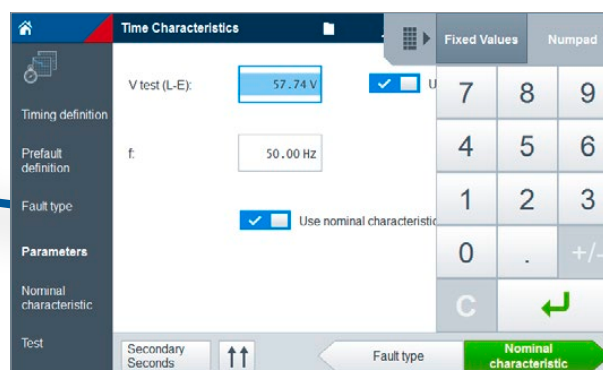 Time Characteristics
Fixed Values
Numpad
Timing definition
Prefault
definition
Fault type
Parameters
Nominal
characteristic
Test
V test (L-E):
57.74 V
U
f:
50.00 Hz
Use nominal characteristic
7 8 9
4 5 6
1 2 3
0 . +/-
C
Secondary
Seconds
Fault type
Nominal
characteristic